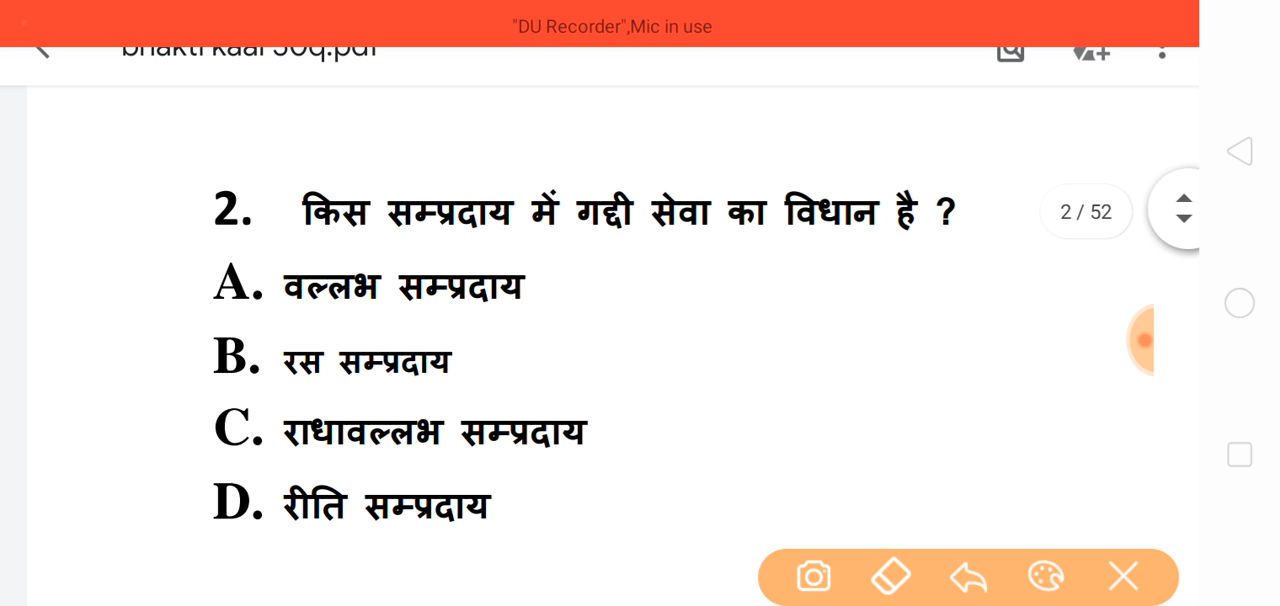 "DU Recorder",Mic in use
2. किस सम्प्रदाय में गद्दी सेवा का विधान है ?
2 / 52
A. वल्लभ सम्प्रदाय
B. रस सम्प्रदाय
C. राधावल्लभ सम्प्रदाय
D. रीति सम्प्रदाय